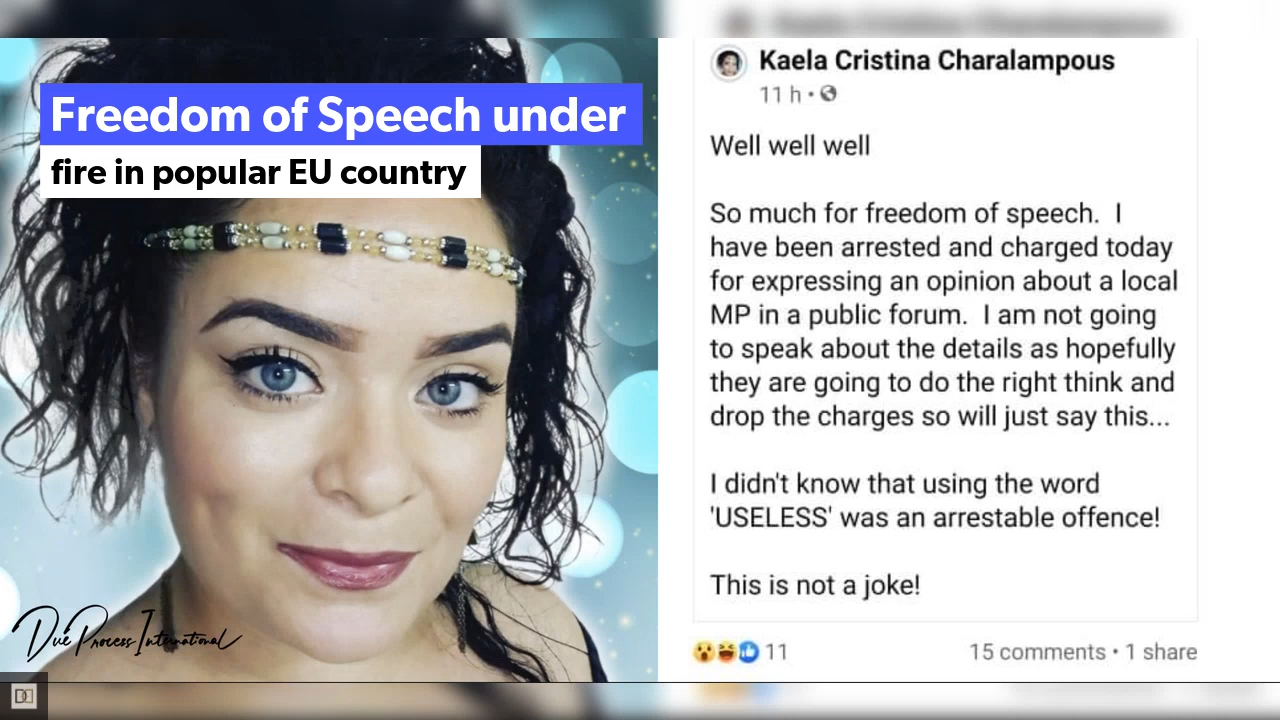 Freedom of Speech under
fire in popular EU country
Due Process International
Kaela Cristina Charalampous
11 h
Well well well
So much for freedom of speech. I
have been arrested and charged today
for expressing an opinion about a local
MP in a public forum. I am not going
to speak about the details as hopefully
they are going to do the right think and
drop the charges so will just say this...
I didn't know that using the word
'USELESS' was an arrestable offence!
This is not a joke!
11
15 comments • 1 share